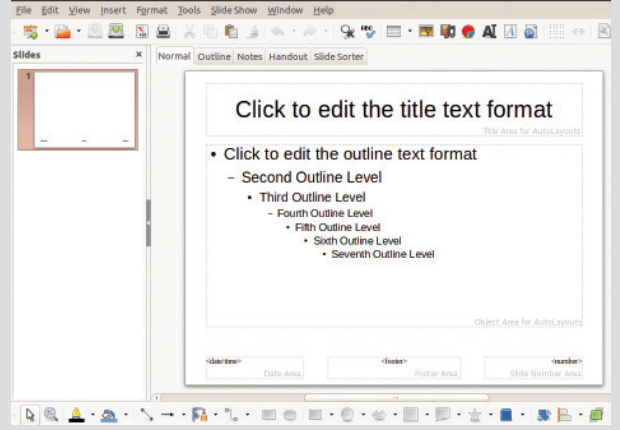 File Edit View Insert Format Tools Slide Show Window Help
Slides
Normal Outline Notes Handout Slide Sorter
1
Click to edit the title text format
Title Area for AutoLayouts
• Click to edit the outline text format
– Second Outline Level
• Third Outline Level
– Fourth Outline Level
• Fifth Outline Level
• Sixth Outline Level
• Seventh Outline Level
Object Area for AutoLayouts
<date/time> <footer> <number>
Date Area Footer Area Slide Number Area